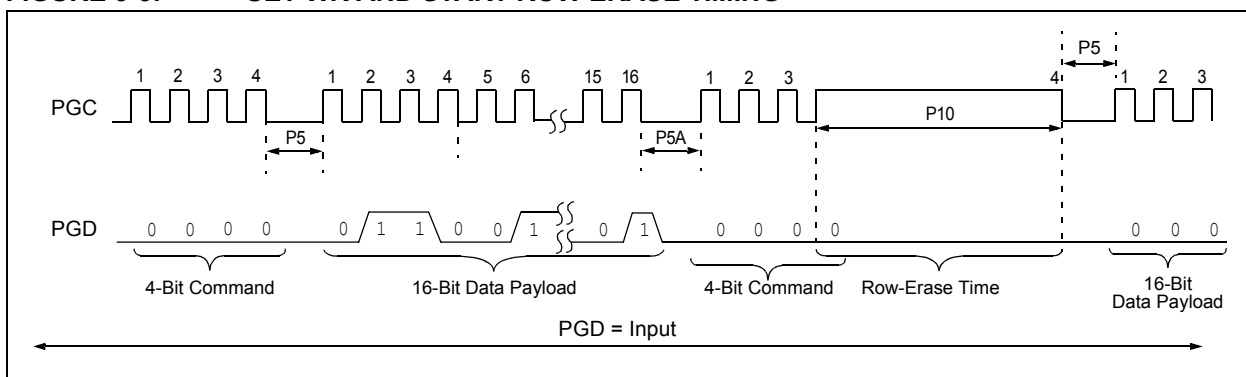 P5
1 2 3 4 1 2 3 4 5 6 15 16 1 2 3 4 1 2 3
PGC
P10
P5 P5A
PGD 0 0 0 0 0 1 1 0 0 1 0 1 0 0 0 0 0 0 0
4-Bit Command 16-Bit Data Payload 4-Bit Command Row-Erase Time 16-Bit
Data Payload
PGD = Input